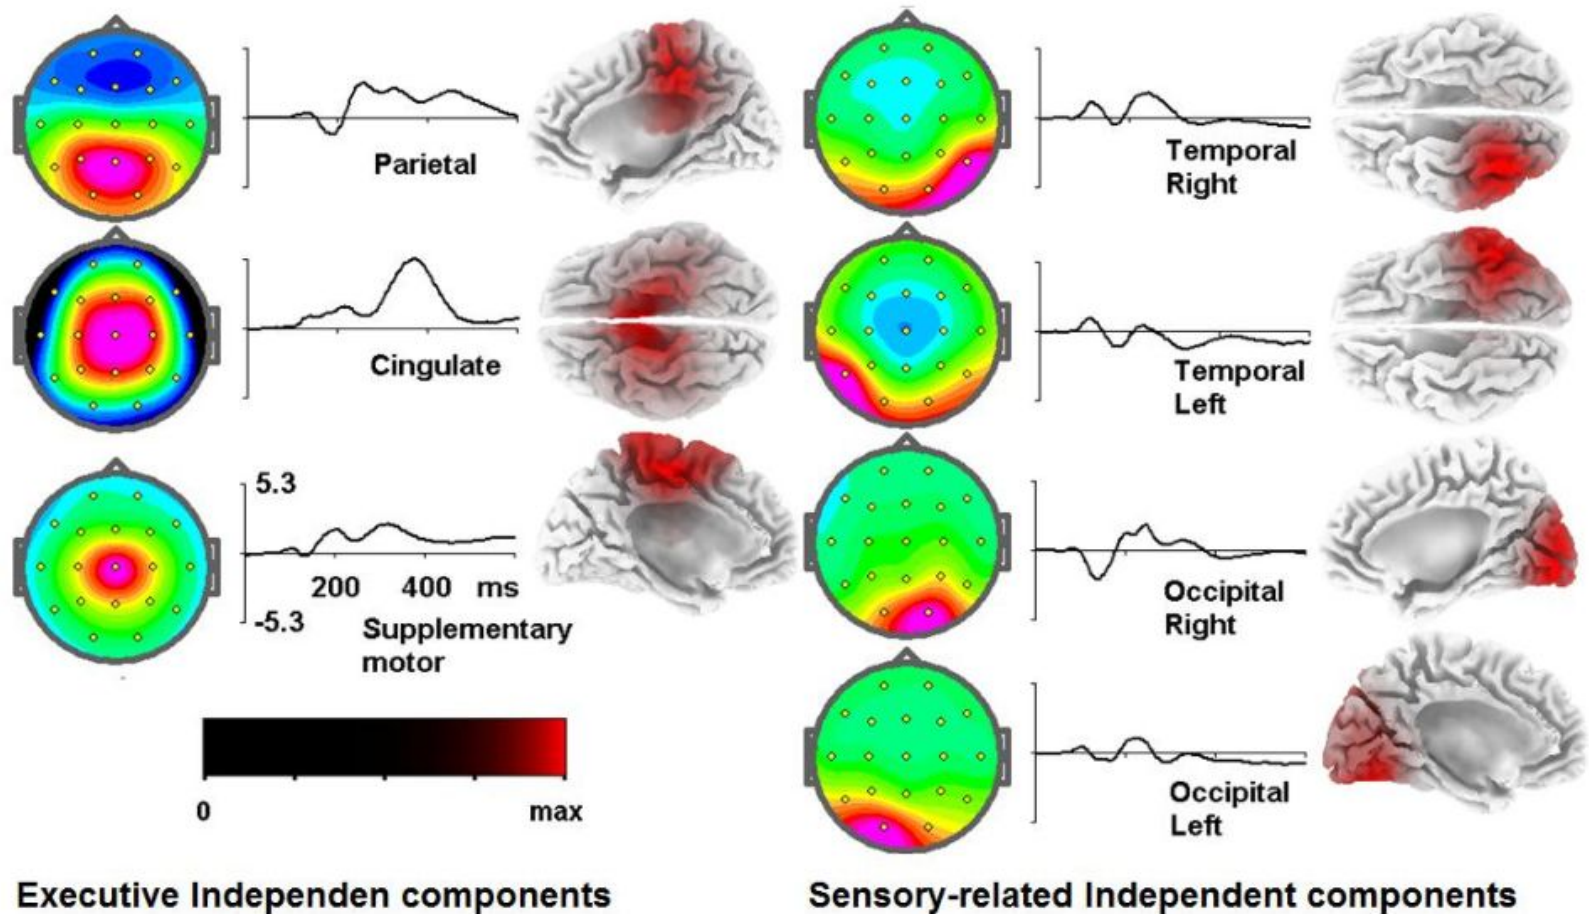 Parietal
Cingulate
5.3
200 400 ms
-5.3
Supplementary
motor
0 max
Executive Independen components
Temporal
Right
Temporal
Left
Occipital
Right
Occipital
Left
Sensory-related Independent components